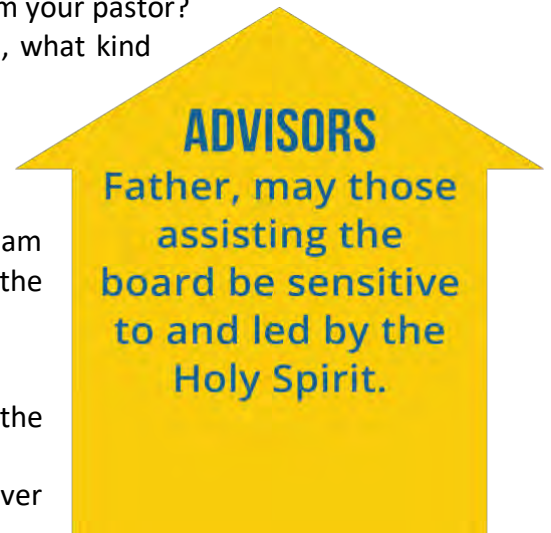 m your pastor?
, what kind
ADVISORS
Father, may those
assisting the
board be sensitive
to and led by the
Holy Spirit.
am
the
the
ver